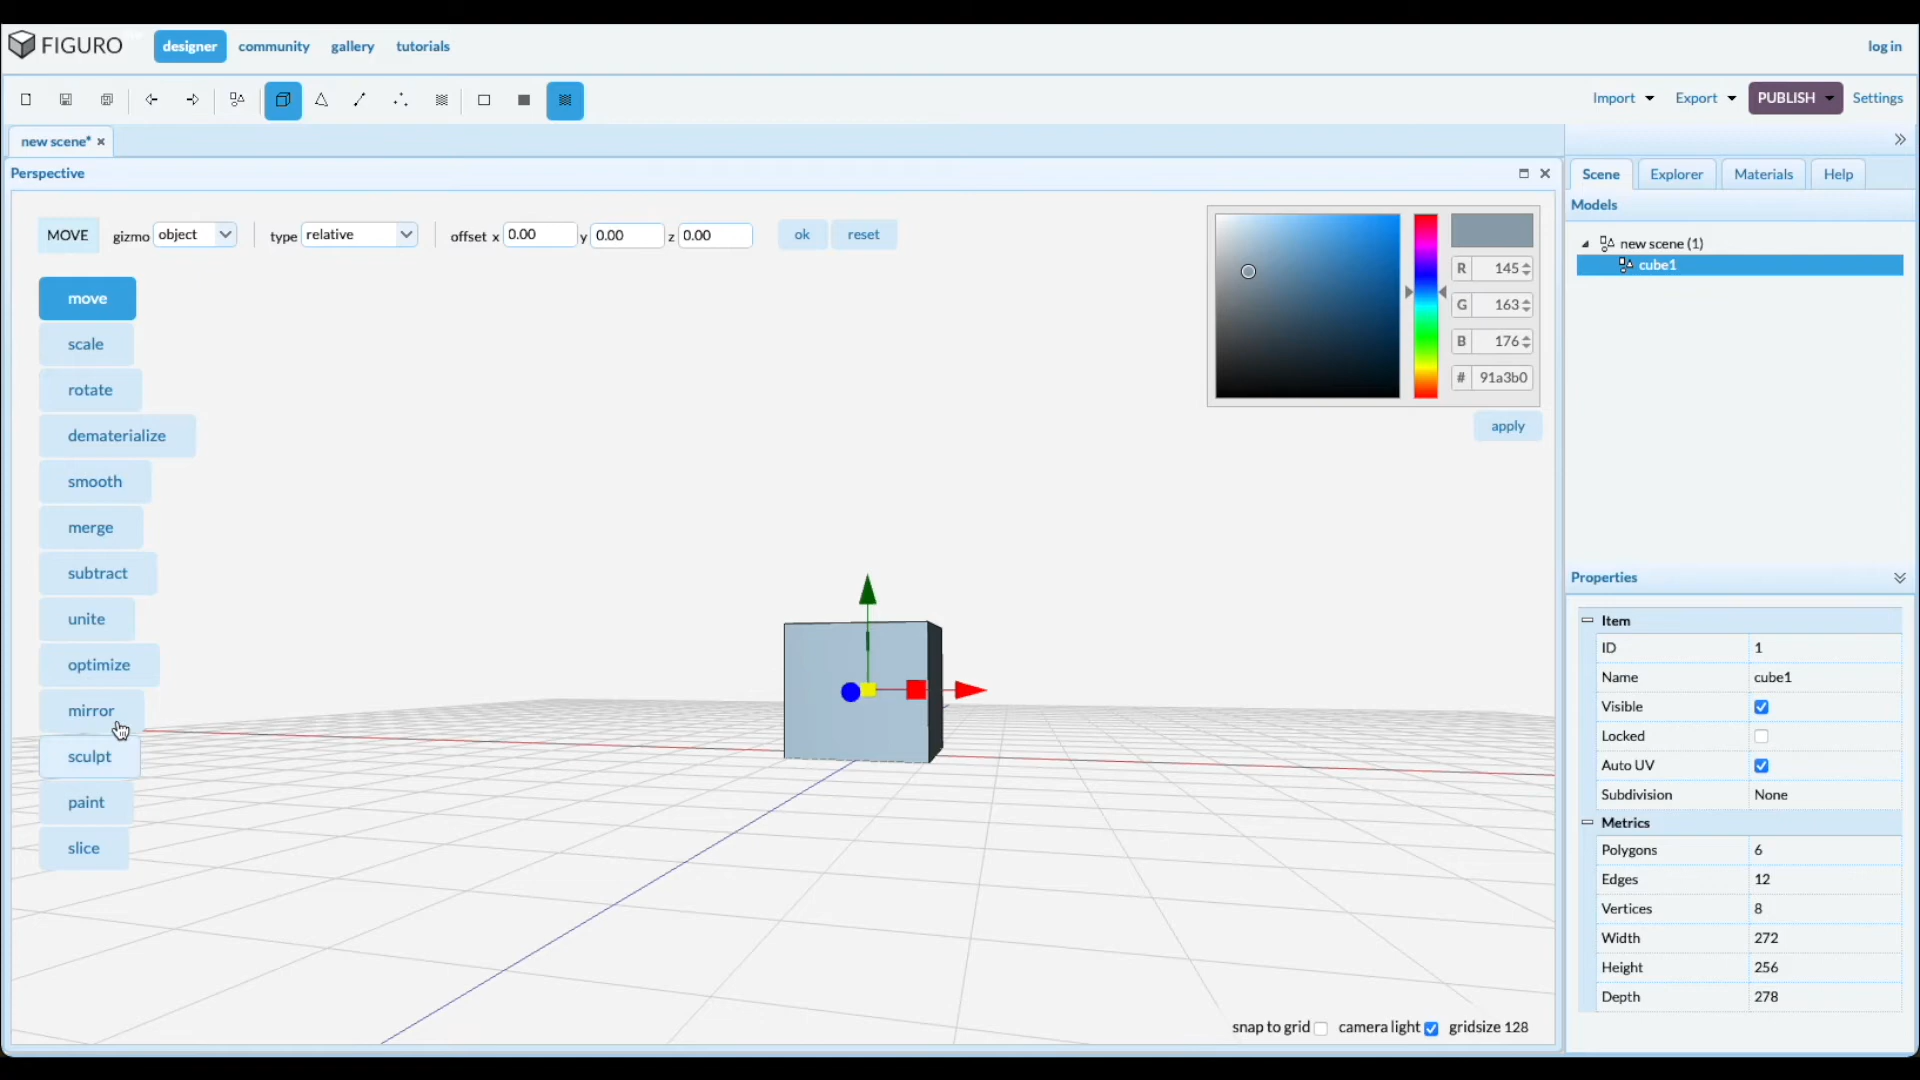 FIGURO designer community gallery tutorials log in
Import Export PUBLISH Settings
new scene* ×
Perspective
Scene Explorer Materials Help
MOVE gizmo object type relative offset x 0.00 y 0.00 z 0.00 ok reset
Models
new scene (1)
cube1
R 145
G 163
B 176
# 91a3b0
apply
move
scale
rotate
dematerialize
smooth
merge
subtract
unite
optimize
mirror
sculpt
paint
slice
Properties
Item
ID 1
Name cube1
Visible
Locked
Auto UV
Subdivision None
Metrics
Polygons 6
Edges 12
Vertices 8
Width 272
Height 256
Depth 278
snap to grid camera light gridsize 128